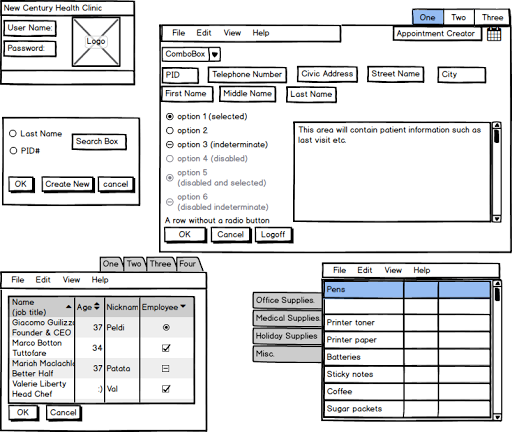 New Century Health Clinic
User Name:
Password:
Logo
One Two Three
File Edit View Help
Appointment Creator
ComboBox
PID
Telephone Number
Civic Address
Street Name
City
First Name
Middle Name
Last Name
option 1 (selected)
option 2
option 3 (indeterminate)
option 4 (disabled)
option 5
(disabled and selected)
option 6
(disabled indeterminate)
A row without a radio button
This area will contain patient information such as
last visit etc.
OK Cancel Logoff
Last Name
PID#
Search Box
OK Create New cancel
One Two Three Four
File Edit View Help
Name
(job title)
Age
Nicknam
Employee
Giacomo Guilizz
Founder & CEO
37 Peldi
Marco Botton
Tuttofare
34
Mariah Maclachl
Better Half
37 Patata
Valerie Liberty
Head Chef
:) Val
OK Cancel
File Edit View Help
Office Supplies
Medical Supplies
Holiday Supplies
Misc.
Pens
Printer toner
Printer paper
Batteries
Sticky notes
Coffee
Sugar packets